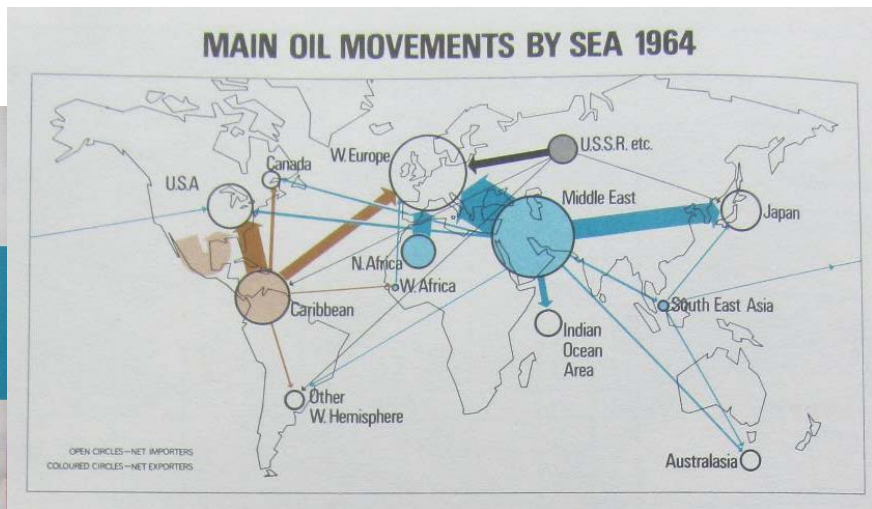 MAIN OIL MOVEMENTS BY SEA 1964
Canada
W. Europe
U.S.S.R. etc.
U.S.A
Middle East
Japan
N. Africa
W. Africa
Caribbean
South East Asia
Indian
Ocean
Area
Other
W. Hemisphere
OPEN CIRCLES—NET IMPORTERS
COLOURED CIRCLES—NET EXPORTERS
Australasia